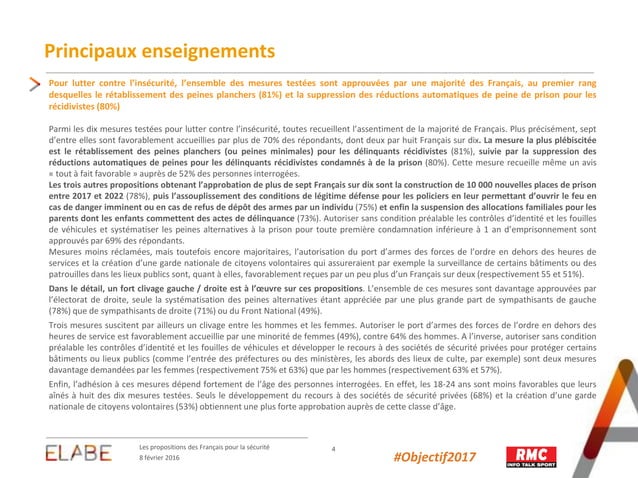 Principaux enseignements
Pour lutter contre l'insécurité, l'ensemble des mesures testées sont approuvées par une majorité des Français, au premier rang
desquelles le rétablissement des peines planchers (81%) et la suppression des réductions automatiques de peine de prison pour les
récidivistes (80%)
Parmi les dix mesures testées pour lutter contre l'insécurité, toutes recueillent l'assentiment de la majorité de Français. Plus précisément, sept
d'entre elles sont favorablement accueillies par plus de 70% des répondants, dont deux par huit Français sur dix. La mesure la plus plébiscitée
est le rétablissement des peines planchers (ou peines minimales) pour les délinquants récidivistes (81%), suivie par la suppression des
réductions automatiques de peines pour les délinquants récidivistes condamnés à de la prison (80%). Cette mesure recueille même un avis
« tout à fait favorable » auprès de 52% des personnes interrogées.
Les trois autres propositions obtenant l'approbation de plus de sept Français sur dix sont la construction de 10 000 nouvelles places de prison
entre 2017 et 2022 (78%), puis l'assouplissement des conditions de légitime défense pour les policiers en leur permettant d'ouvrir le feu en
cas de danger imminent ou en cas de refus de dépôt des armes par un individu (75%) et enfin la suspension des allocations familiales pour les
parents dont les enfants commettent des actes de délinquance (73%). Autoriser sans condition préalable les contrôles d'identité et les fouilles
de véhicules et systématiser les peines alternatives à la prison pour toute première condamnation inférieure à 1 an d'emprisonnement sont
approuvés par 69% des répondants.
Mesures moins réclamées, mais toutefois encore majoritaires, l'autorisation du port d'armes des forces de l'ordre en dehors des heures de
services et la création d'une garde nationale de citoyens volontaires qui assureraient par exemple la surveillance de certains bâtiments ou des
patrouilles dans les lieux publics sont, quant à elles, favorablement reçues par un peu plus d'un Français sur deux (respectivement 55 et 51%).
Dans le détail, un fort clivage gauche / droite est à l'œuvre sur ces propositions. L'ensemble de ces mesures sont davantage approuvées par
l'électorat de droite, seule la systématisation des peines alternatives étant appréciée par une plus grande part de sympathisants de gauche
(78%) que de sympathisants de droite (71%) ou du Front National (49%).
Trois mesures suscitent par ailleurs un clivage entre les hommes et les femmes. Autoriser le port d'armes des forces de l'ordre en dehors des
heures de service est favorablement accueillie par une minorité de femmes (49%), contre 64% des hommes. A l'inverse, autoriser sans condition
préalable les contrôles d'identité et les fouilles de véhicules et développer le recours à des sociétés de sécurité privées pour protéger certains
bâtiments ou lieux publics (comme l'entrée des préfectures ou des ministères, les abords des lieux de culte, par exemple) sont deux mesures
davantage demandées par les femmes (respectivement 75% et 63%) que par les hommes (respectivement 63% et 57%).
Enfin, l'adhésion à ces mesures dépend fortement de l'âge des personnes interrogées. En effet, les 18-24 ans sont moins favorables que leurs
aînés à huit des dix mesures testées. Seuls le développement du recours à des sociétés de sécurité privées (68%) et la création d'une garde
nationale de citoyens volontaires (53%) obtiennent une plus forte approbation auprès de cette classe d'âge.
ELABE
Les propositions des Français pour la sécurité
8 février 2016
4
#Objectif2017
RMC
INFO TALK SPORT